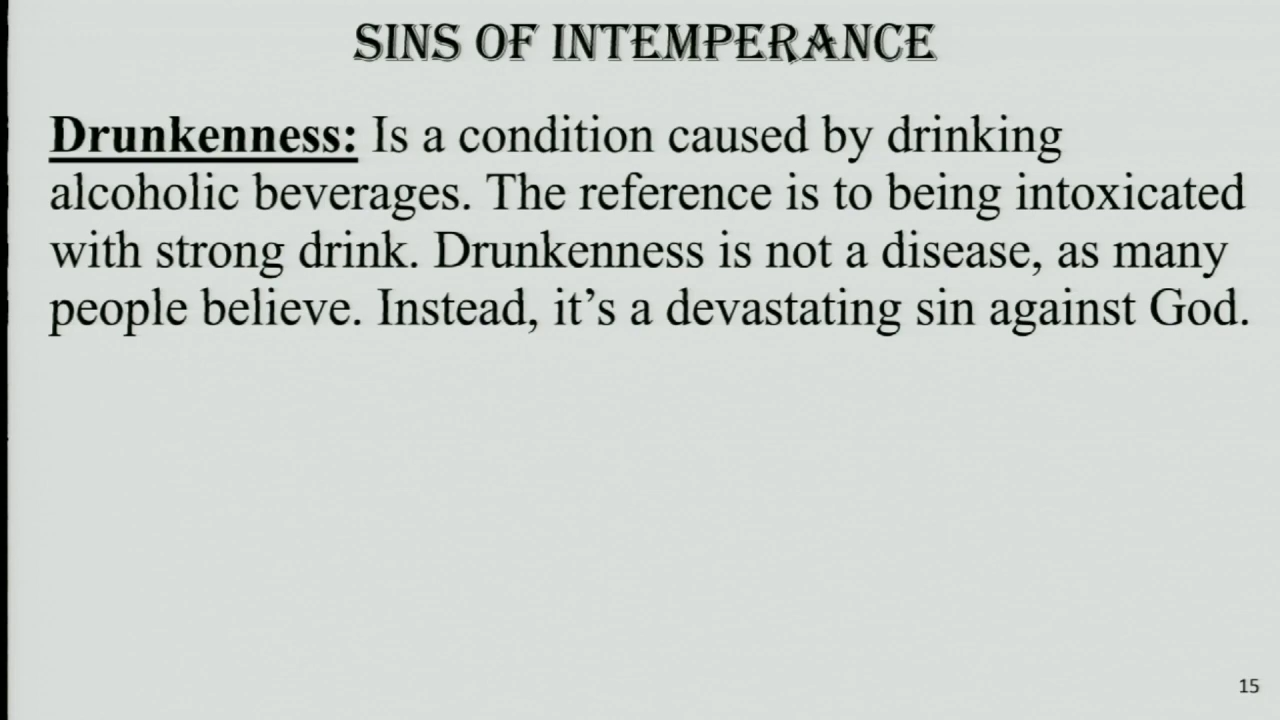 SINS OF INTEMPERANCE
Drunkenness: Is a condition caused by drinking
alcoholic beverages. The reference is to being intoxicated
with strong drink. Drunkenness is not a disease, as many
people believe. Instead, it’s a devastating sin against God.
15